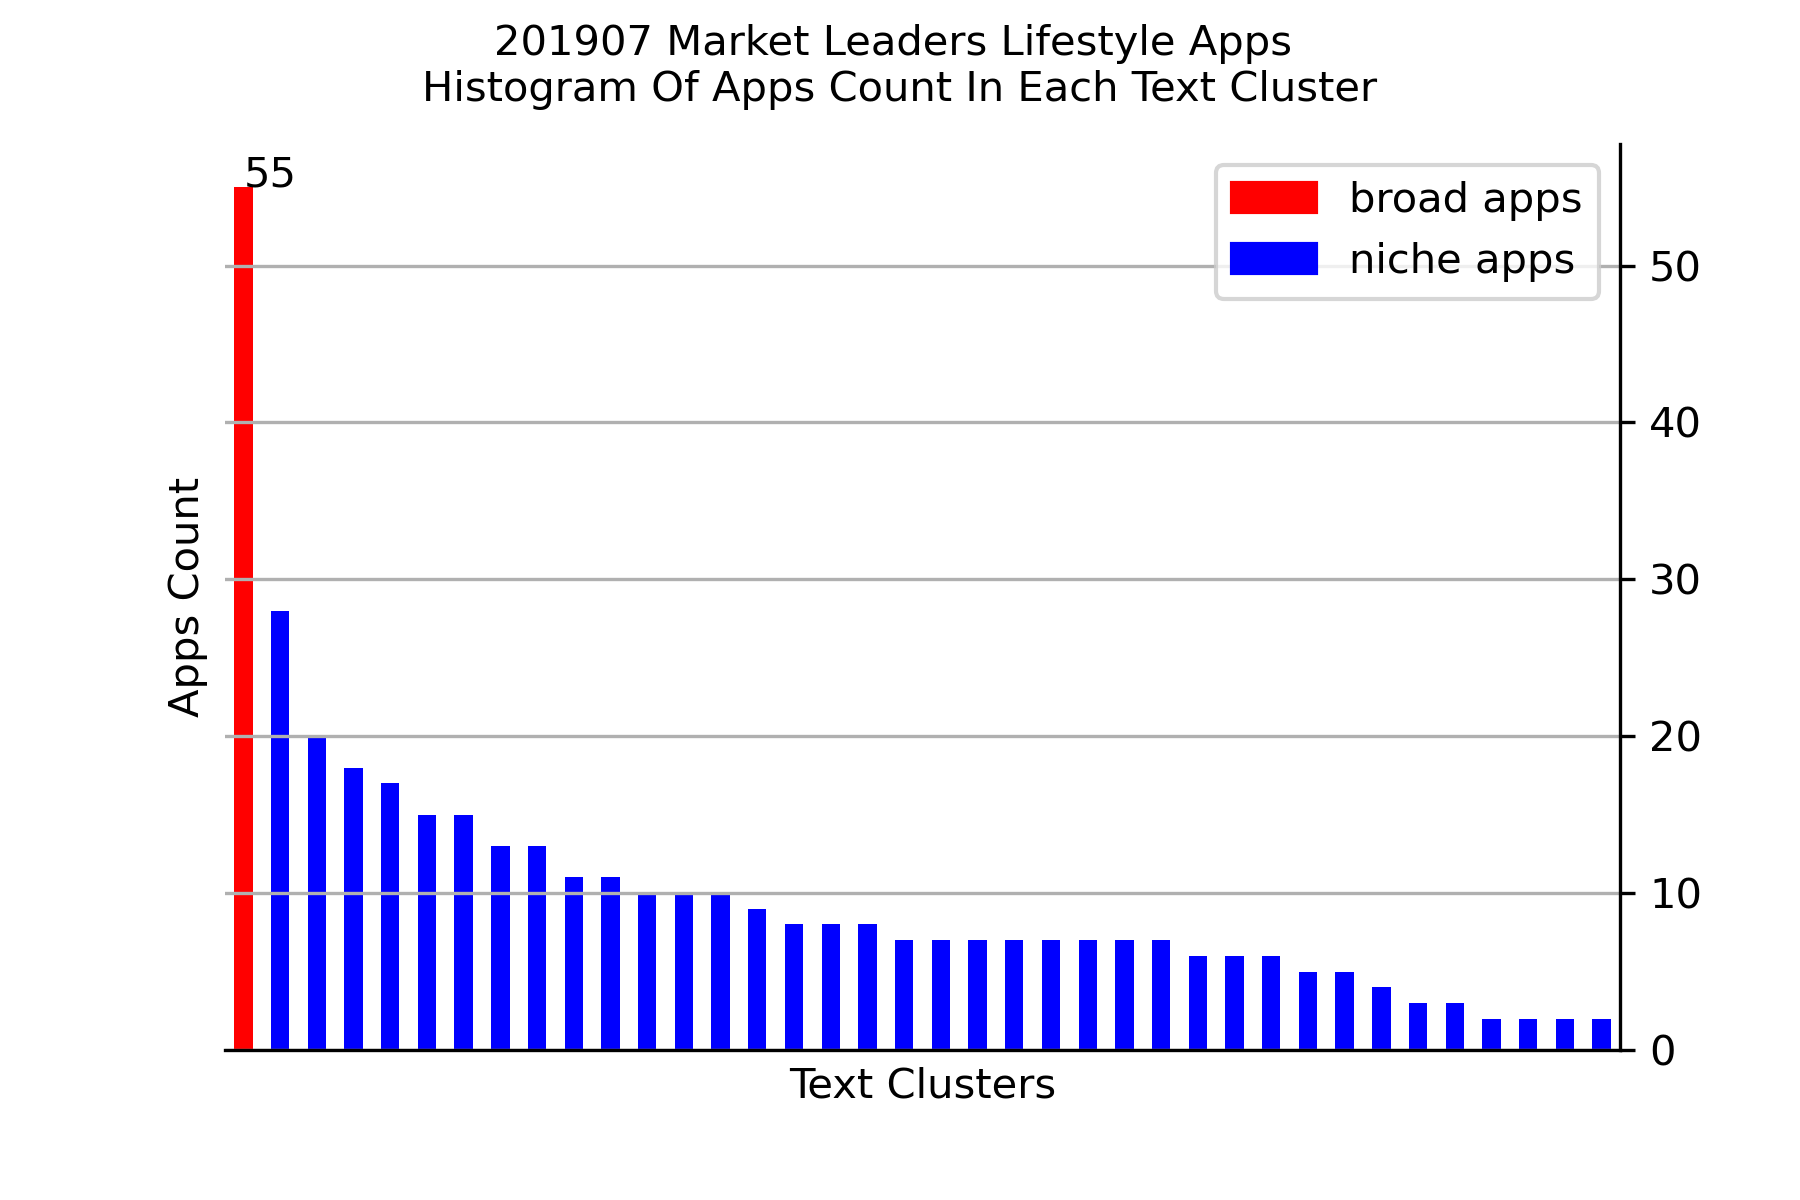 201907 Market Leaders Lifestyle Apps
Histogram Of Apps Count In Each Text Cluster
55
broad apps
niche apps
50
40
30
20
10
0
Apps Count
Text Clusters